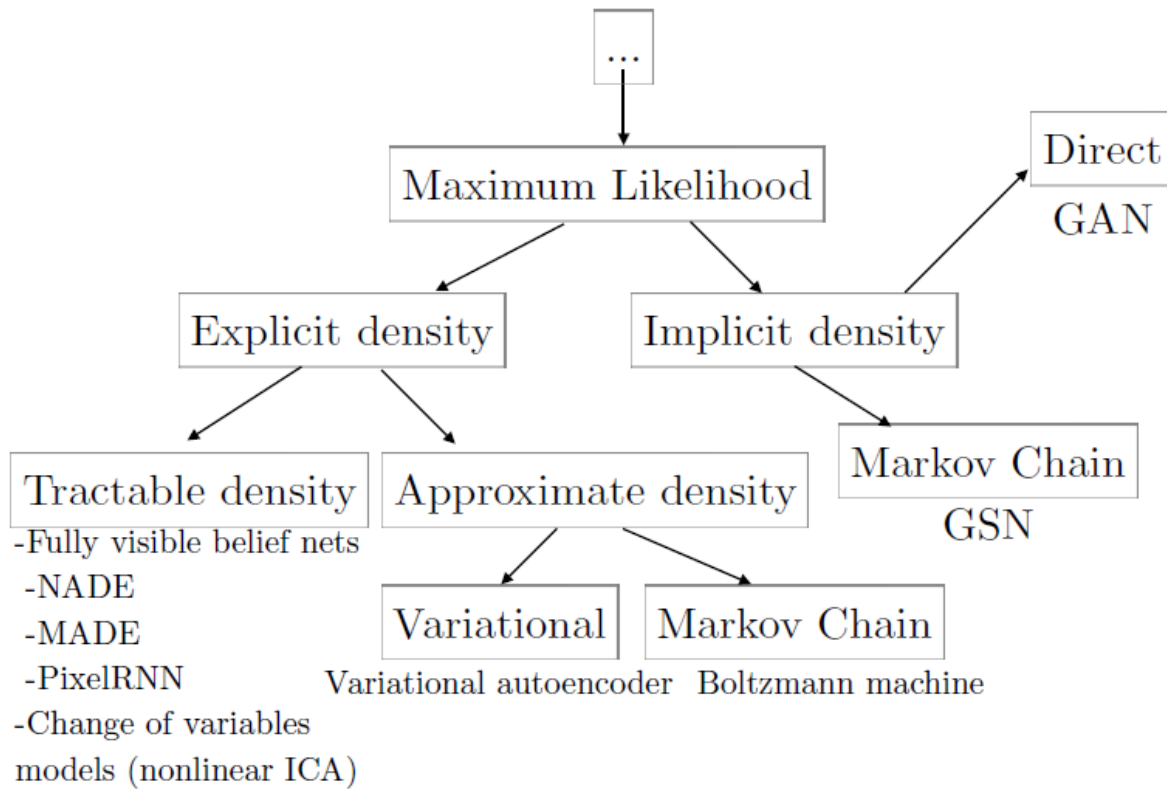 ...
Maximum Likelihood
Direct
GAN
Explicit density
Implicit density
Tractable density
-Fully visible belief nets
-NADE
-MADE
-PixelRNN
-Change of variables
models (nonlinear ICA)
Approximate density
Variational
Variational autoencoder
Markov Chain
Boltzmann machine
Markov Chain
GSN